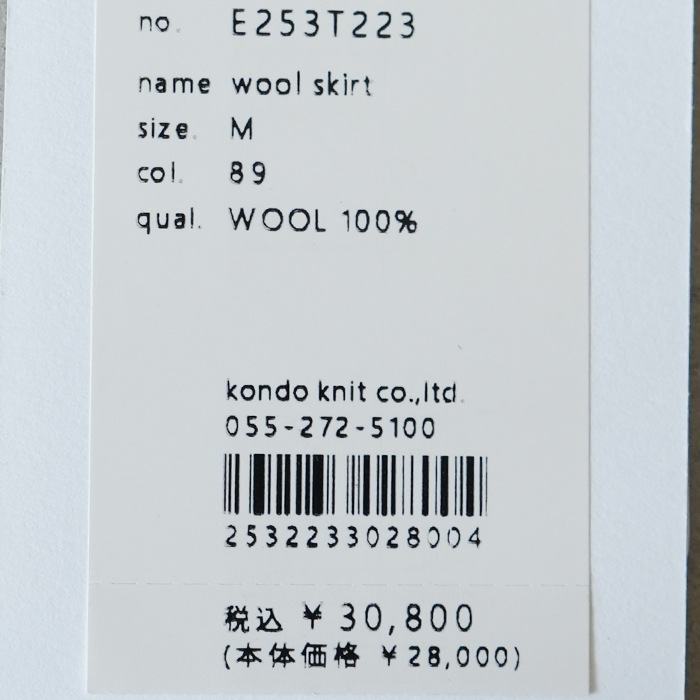 no. E253T223
name wool skirt
size. M
col. 89
qual. WOOL 100%
kondo knit co.,ltd.
055-272-5100
2532233028004
税込 ¥30,800
(本体価格 ¥28,000)